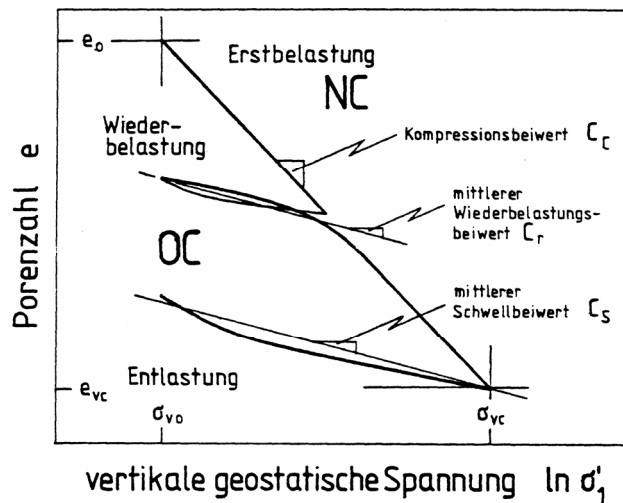 e₀
Erstbelastung
NC
Wieder-
belastung
Kompressionsbeiwert C_C
mittlerer
Wiederbelastungs-
beiwert C_r
OC
Porenzahl e
mittlerer
Schwellbeiwert C_S
e_vc
Entlastung
σ_vo
σ_vc
vertikale geostatische Spannung ln σ'₁